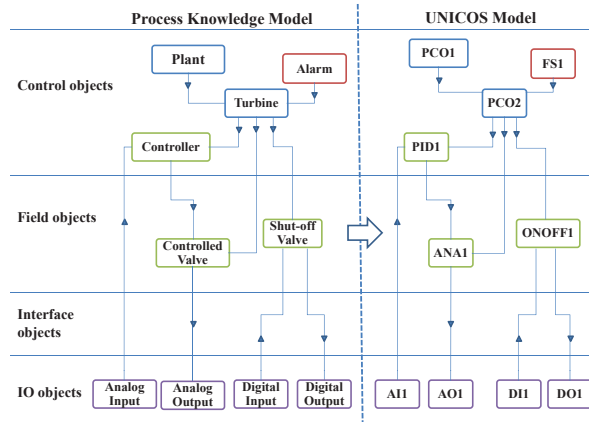 Process Knowledge Model
UNICOS Model
Control objects
Plant
Alarm
Turbine
Controller
PCO1
FS1
PCO2
PID1
Field objects
Controlled
Valve
Shut-off
Valve
ANA1
ONOFF1
Interface
objects
IO objects
Analog
Input
Analog
Output
Digital
Input
Digital
Output
AI1
AO1
DI1
DO1